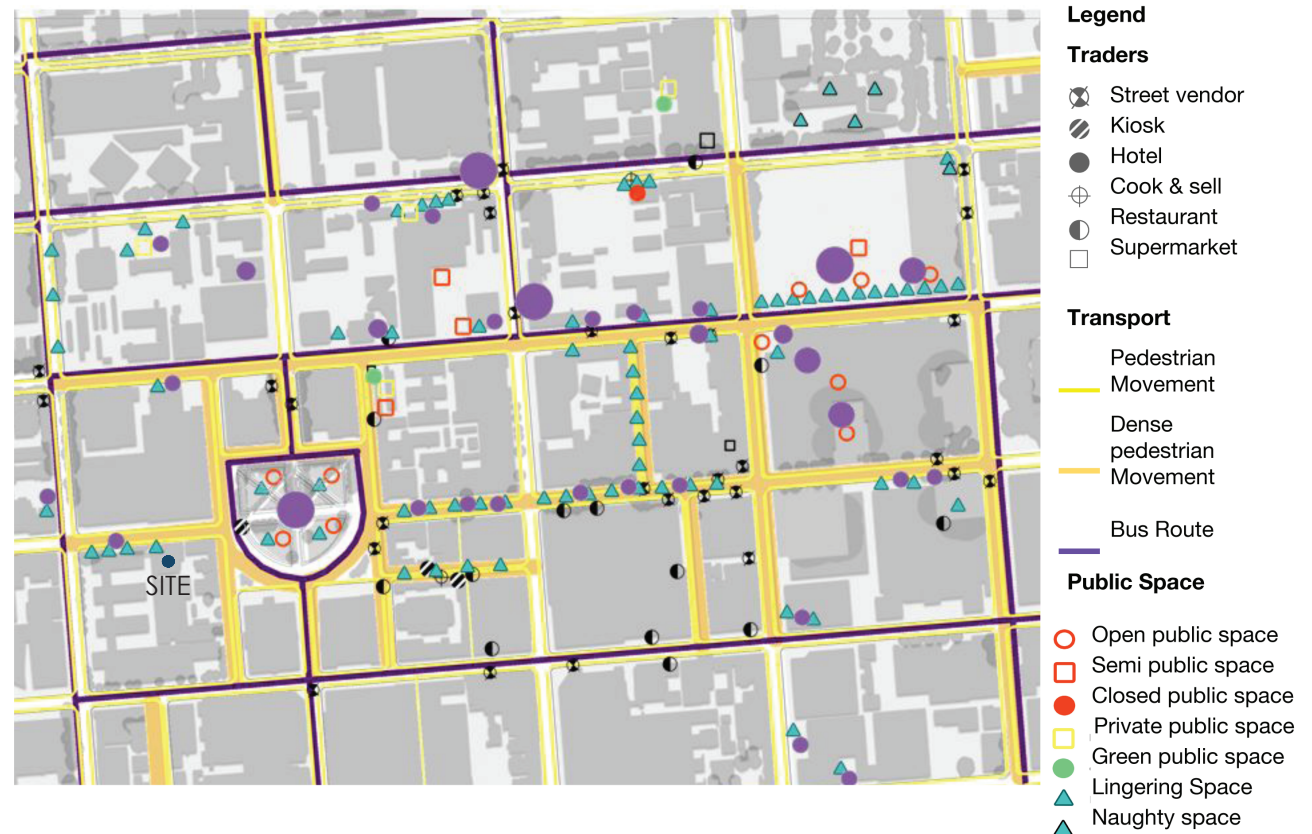 Legend
Traders
Street vendor
Kiosk
Hotel
Cook & sell
Restaurant
Supermarket
Transport
Pedestrian
Movement
Dense
pedestrian
Movement
Bus Route
Public Space
Open public space
Semi public space
Closed public space
Private public space
Green public space
Lingering Space
Naughty space
SITE